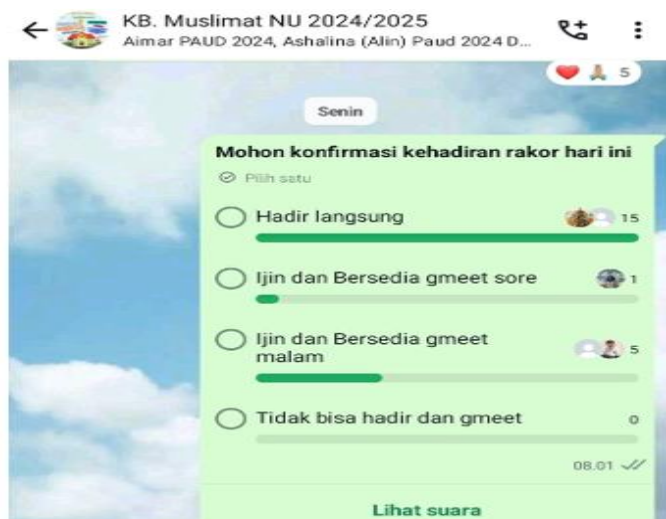 KB. Muslimat NU 2024/2025
Aimar PAUD 2024, Ashalina (Alin) Paud 2024 D...
5
Senin
Mohon konfirmasi kehadiran rakor hari ini
Pilih satu
Hadir langsung 15
Ijin dan Bersedia gmeet sore 1
Ijin dan Bersedia gmeet
malam 5
Tidak bisa hadir dan gmeet 0
08.01
Lihat suara